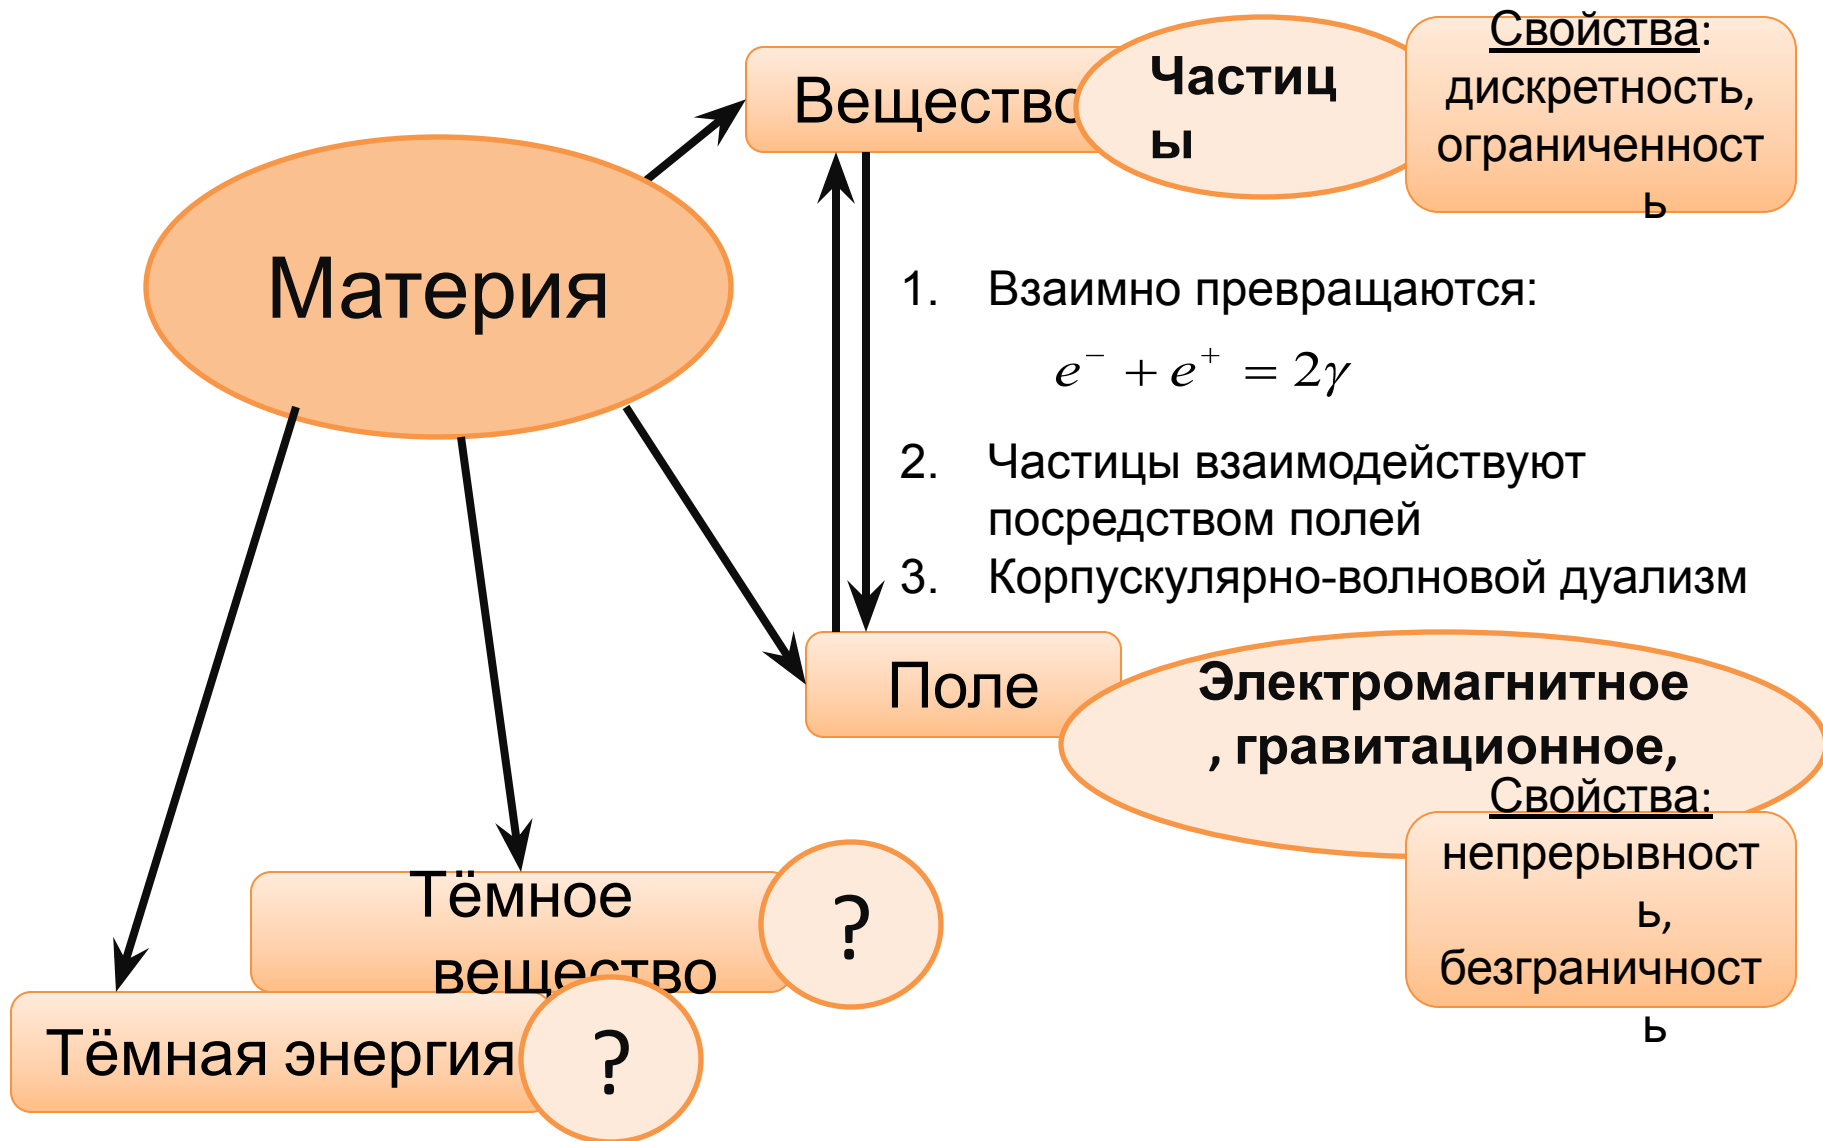 Свойства:
дискретность,
ограниченност
ь
Частиц
ы
Вещество
Материя
1. Взаимно превращаются:
e⁻ + e⁺ = 2γ
2. Частицы взаимодействуют
посредством полей
3. Корпускулярно-волновой дуализм
Поле
Электромагнитное
, гравитационное,
Свойства:
непрерывност
ь,
безграничност
ь
Тёмное
вещество
?
Тёмная энергия
?